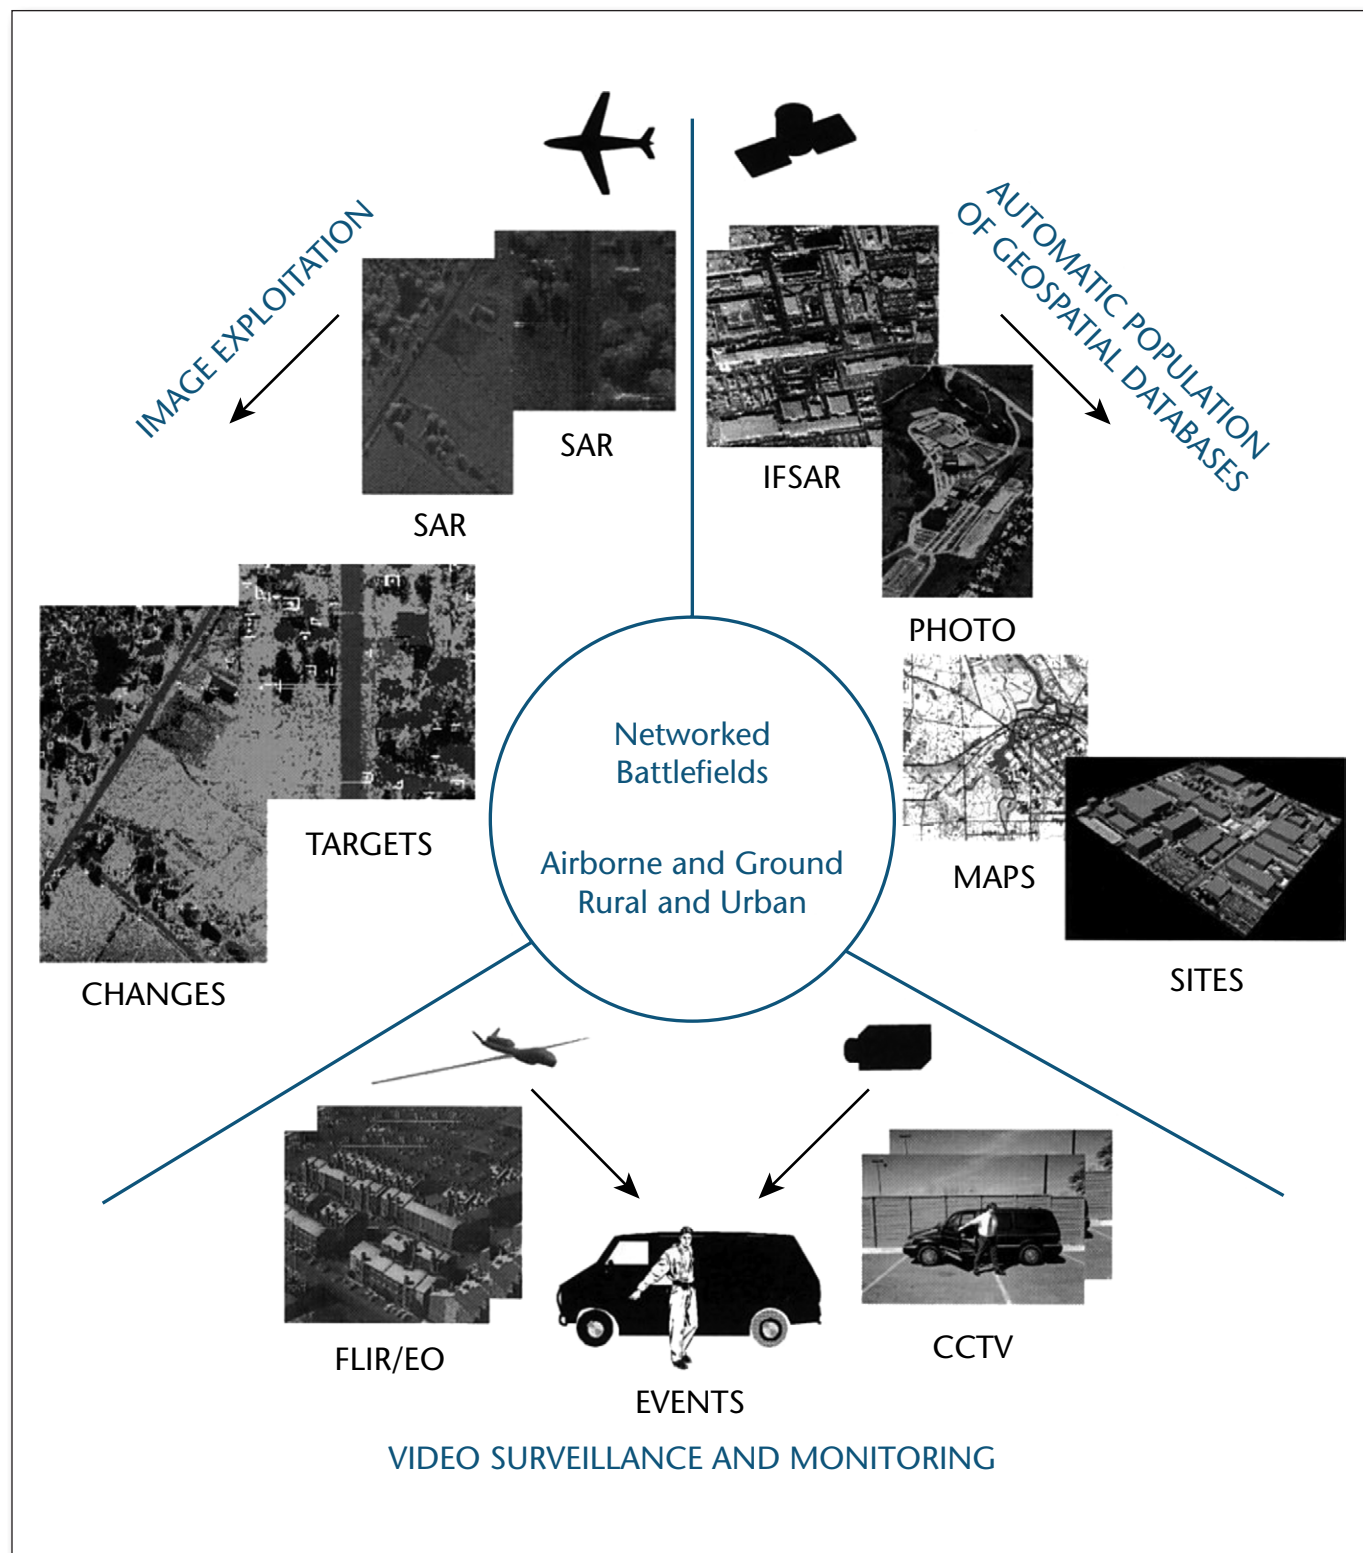 IMAGE EXPLOITATION
AUTOMATIC POPULATION
OF GEOSPATIAL DATABASES
SAR
SAR
IFSAR
PHOTO
Networked
Battlefields
Airborne and Ground
Rural and Urban
TARGETS
CHANGES
MAPS
SITES
FLIR/EO
EVENTS
CCTV
VIDEO SURVEILLANCE AND MONITORING